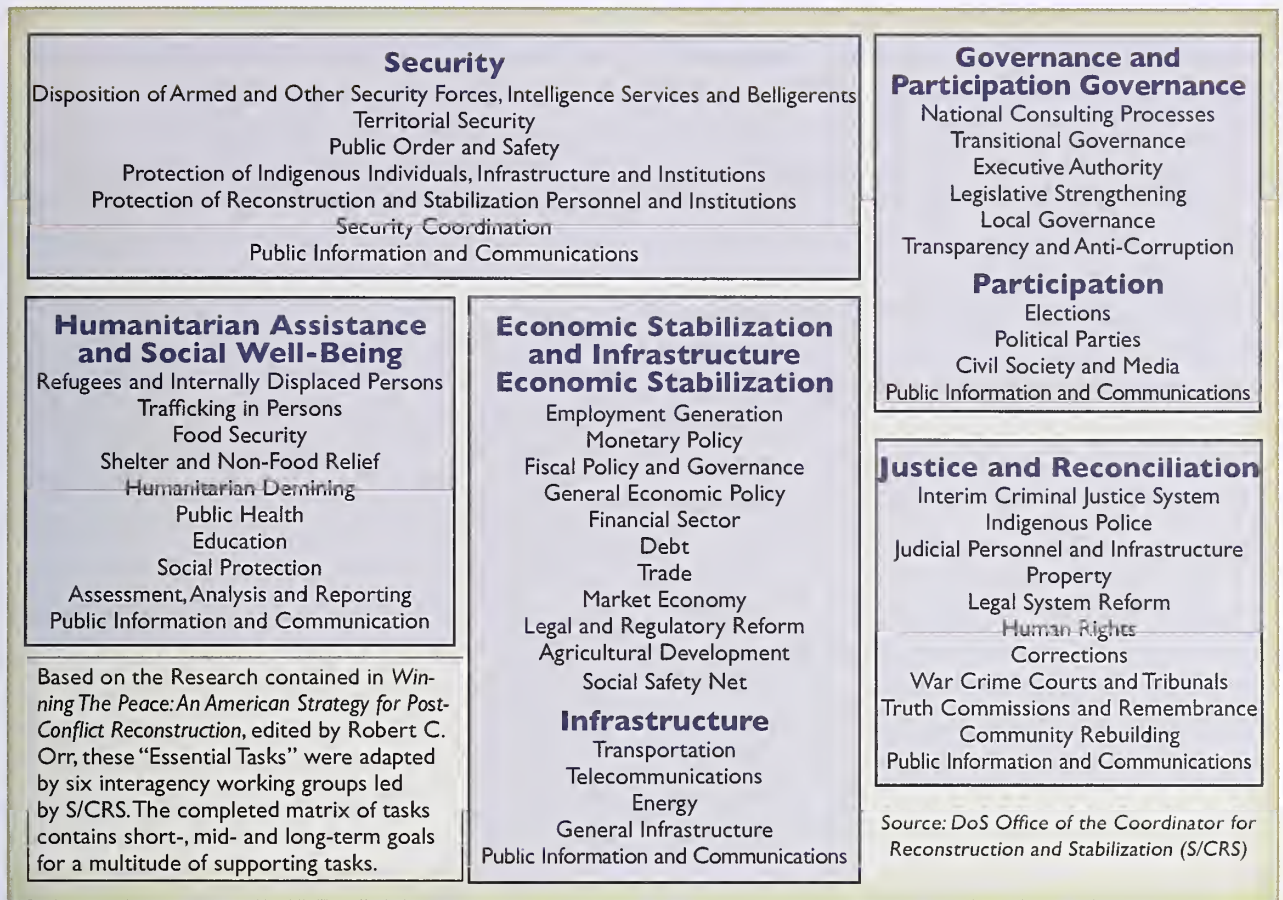 Security
Disposition of Armed and Other Security Forces, Intelligence Services and Belligerents
Territorial Security
Public Order and Safety
Protection of Indigenous Individuals, Infrastructure and Institutions
Protection of Reconstruction and Stabilization Personnel and Institutions
Security Coordination
Public Information and Communications
Humanitarian Assistance
and Social Well-Being
Refugees and Internally Displaced Persons
Trafficking in Persons
Food Security
Shelter and Non-Food Relief
Humanitarian Demining
Public Health
Education
Social Protection
Assessment, Analysis and Reporting
Public Information and Communication
Based on the Research contained in Win-
ning The Peace: An American Strategy for Post-
Conflict Reconstruction, edited by Robert C.
Orr, these “Essential Tasks” were adapted
by six interagency working groups led
by S/CRS. The completed matrix of tasks
contains short-, mid- and long-term goals
for a multitude of supporting tasks.
Economic Stabilization
and Infrastructure
Economic Stabilization
Employment Generation
Monetary Policy
Fiscal Policy and Governance
General Economic Policy
Financial Sector
Debt
Trade
Market Economy
Legal and Regulatory Reform
Agricultural Development
Social Safety Net
Infrastructure
Transportation
Telecommunications
Energy
General Infrastructure
Public Information and Communications
Governance and
Participation Governance
National Consulting Processes
Transitional Governance
Executive Authority
Legislative Strengthening
Local Governance
Transparency and Anti-Corruption
Participation
Elections
Political Parties
Civil Society and Media
Public Information and Communications
Justice and Reconciliation
Interim Criminal Justice System
Indigenous Police
Judicial Personnel and Infrastructure
Property
Legal System Reform
Human Rights
Corrections
War Crime Courts and Tribunals
Truth Commissions and Remembrance
Community Rebuilding
Public Information and Communications
Source: DoS Office of the Coordinator for
Reconstruction and Stabilization (S/CRS)